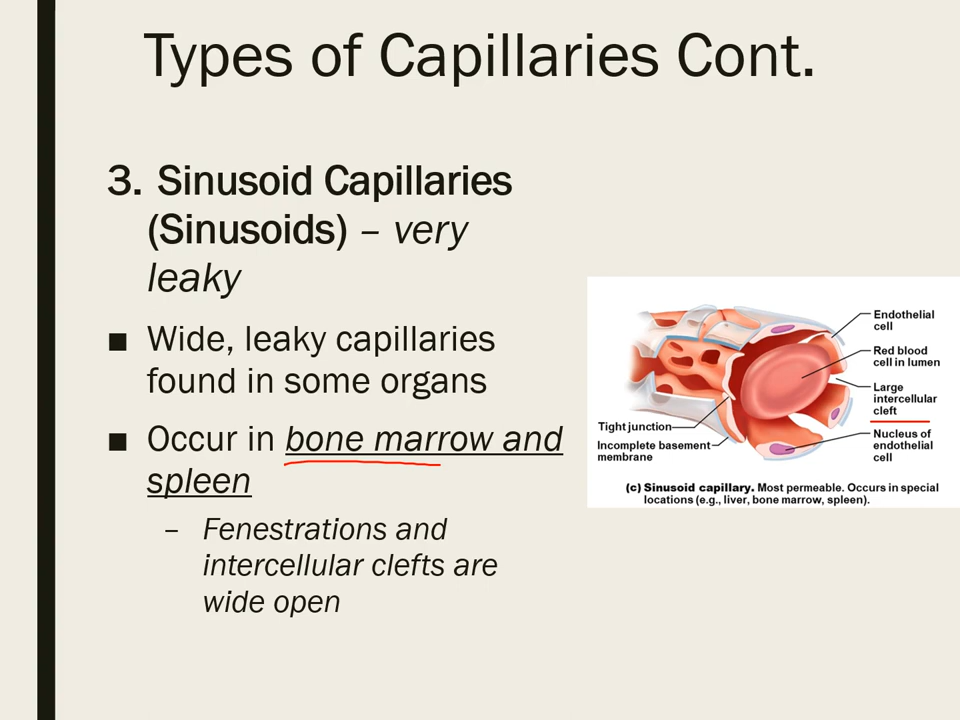 Types of Capillaries Cont.
3. Sinusoid Capillaries
(Sinusoids) – very
leaky
■ Wide, leaky capillaries
found in some organs
■ Occur in bone marrow and
spleen
– Fenestrations and
intercellular clefts are
wide open
Endothelial
cell
Red blood
cell in lumen
Large
intercellular
cleft
Nucleus of
endothelial
cell
Tight junction
Incomplete basement
membrane
(c) Sinusoid capillary. Most permeable. Occurs in special
locations (e.g., liver, bone marrow, spleen).